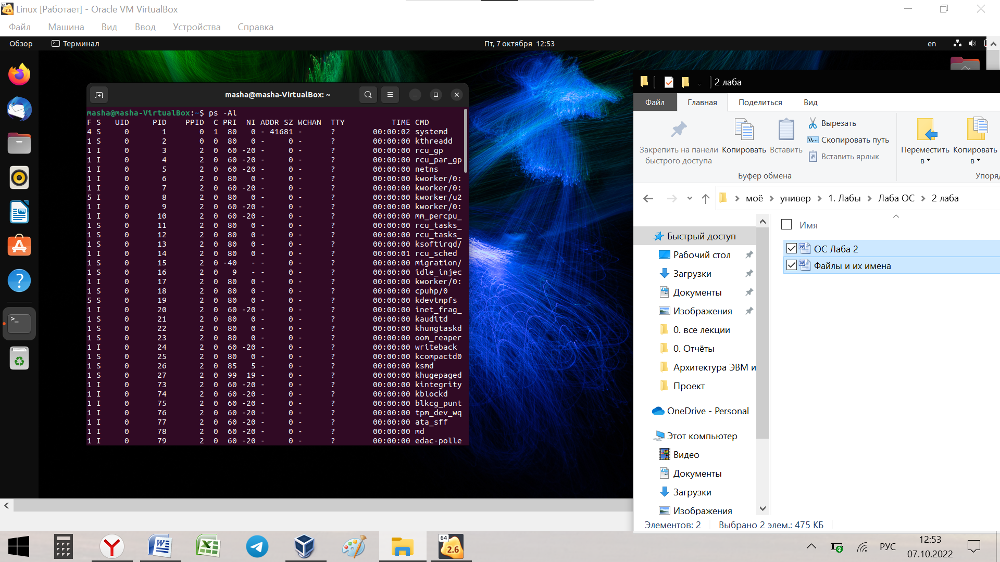 Linux [Работает] - Oracle VM VirtualBox
Файл Машина Вид Ввод Устройства Справка
Обзор Терминал Пт, 7 октября 12:53 en
masha@masha-VirtualBox: ~
masha@masha-VirtualBox:~$ ps -Al
F S UID PID PPID C PRI NI ADDR SZ WCHAN TTY TIME CMD
4 S 0 1 0 1 80 0 - 41681 - ? 00:00:02 systemd
1 S 0 2 0 0 80 0 - 0 - ? 00:00:00 kthreadd
1 I 0 3 2 0 60 -20 - 0 - ? 00:00:00 rcu_gp
1 I 0 4 2 0 60 -20 - 0 - ? 00:00:00 rcu_par_gp
1 I 0 5 2 0 60 -20 - 0 - ? 00:00:00 netns
1 I 0 6 2 0 80 0 - 0 - ? 00:00:00 kworker/0:
1 I 0 7 2 0 60 -20 - 0 - ? 00:00:00 kworker/0:
5 I 0 8 2 0 80 0 - 0 - ? 00:00:00 kworker/u2
1 I 0 9 2 0 60 -20 - 0 - ? 00:00:00 kworker/0:
1 I 0 10 2 0 60 -20 - 0 - ? 00:00:00 mm_percpu_
1 S 0 11 2 0 80 0 - 0 - ? 00:00:00 rcu_tasks_
1 S 0 12 2 0 80 0 - 0 - ? 00:00:00 rcu_tasks_
1 S 0 13 2 0 80 0 - 0 - ? 00:00:00 ksoftirqd/
1 I 0 14 2 0 80 0 - 0 - ? 00:00:01 rcu_sched
1 S 0 15 2 0 -40 - - 0 - ? 00:00:00 migration/
1 S 0 16 2 0 9 - - 0 - ? 00:00:00 idle_injec
1 I 0 17 2 0 80 0 - 0 - ? 00:00:00 kworker/0:
1 S 0 18 2 0 80 0 - 0 - ? 00:00:00 cpuhp/0
5 S 0 19 2 0 80 0 - 0 - ? 00:00:00 kdevtmpfs
1 I 0 20 2 0 60 -20 - 0 - ? 00:00:00 inet_frag_
1 S 0 21 2 0 80 0 - 0 - ? 00:00:00 kauditd
1 S 0 22 2 0 80 0 - 0 - ? 00:00:00 khungtaskd
1 S 0 23 2 0 80 0 - 0 - ? 00:00:00 oom_reaper
1 I 0 24 2 0 60 -20 - 0 - ? 00:00:00 writeback
1 S 0 25 2 0 80 0 - 0 - ? 00:00:00 kcompactd0
1 S 0 26 2 0 85 5 - 0 - ? 00:00:00 ksmd
1 S 0 27 2 0 99 19 - 0 - ? 00:00:00 khugepaged
1 I 0 73 2 0 60 -20 - 0 - ? 00:00:00 kintegrity
1 I 0 74 2 0 60 -20 - 0 - ? 00:00:00 kblockd
1 I 0 75 2 0 60 -20 - 0 - ? 00:00:00 blkcg_punt
1 I 0 76 2 0 60 -20 - 0 - ? 00:00:00 tpm_dev_wq
1 I 0 77 2 0 60 -20 - 0 - ? 00:00:00 ata_sff
1 I 0 78 2 0 60 -20 - 0 - ? 00:00:00 md
1 I 0 79 2 0 60 -20 - 0 - ? 00:00:00 edac-polle
2 лаба
Файл Главная Поделиться Вид
Закрепить на панели быстрого доступа
Копировать
Вставить
Вырезать
Скопировать путь
Вставить ярлык
Переместить в
Копировать в
Буфер обмена
Упоря
моё > универ > 1. Лабы > Лаба ОС > 2 лаба
Имя
ОС Лаба 2
Файлы и их имена
Быстрый доступ
Рабочий стол
Загрузки
Документы
Изображения
0. все лекции
0. Отчёты
Архитектура ЭВМ и
Проект
OneDrive - Personal
Этот компьютер
Видео
Документы
Загрузки
Изображения
Элементов: 2 Выбрано 2 элем.: 475 КБ
64
2.6
РУС
12:53
07.10.2022